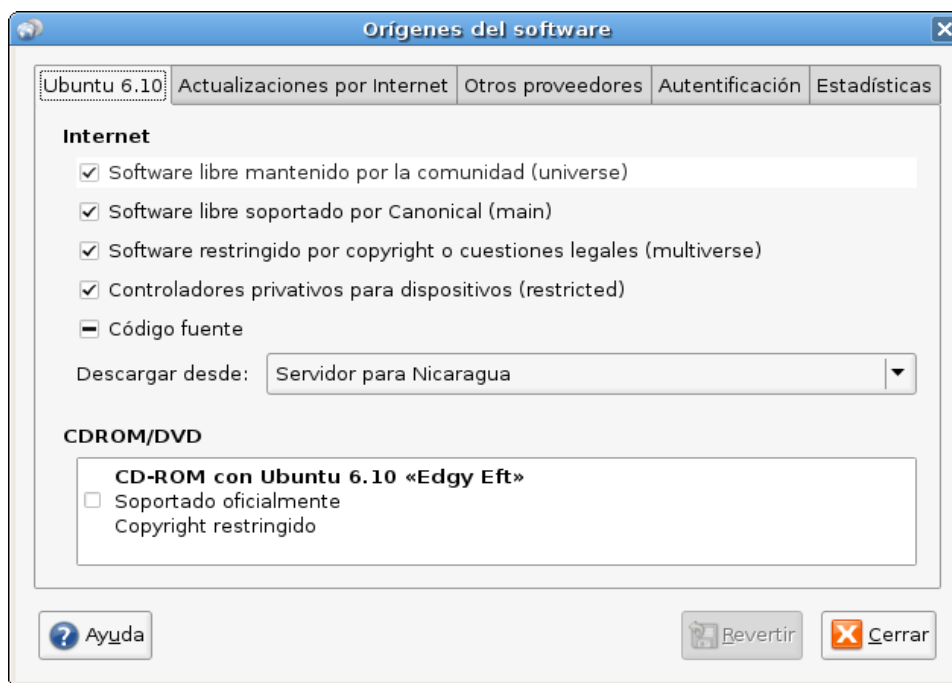 Orígenes del software
Ubuntu 6.10 Actualizaciones por Internet Otros proveedores Autentificación Estadísticas
Internet
Software libre mantenido por la comunidad (universe)
Software libre soportado por Canonical (main)
Software restringido por copyright o cuestiones legales (multiverse)
Controladores privativos para dispositivos (restricted)
Código fuente
Descargar desde: Servidor para Nicaragua
CDROM/DVD
CD-ROM con Ubuntu 6.10 «Edgy Eft»
Soportado oficialmente
Copyright restringido
Ayuda Revertir Cerrar